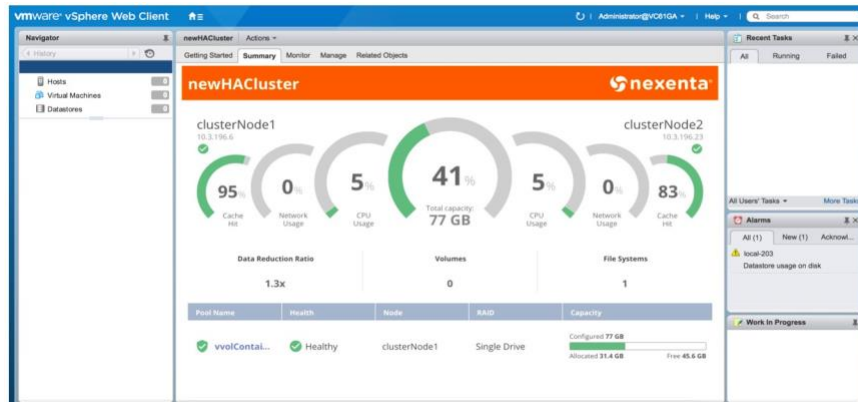 vmware® vSphere Web Client
Administrator@VC61GA
Help
Search
Navigator
History
Hosts 0
Virtual Machines 0
Datastores 0
newHACluster Actions
Getting Started Summary Monitor Manage Related Objects
newHACluster nexenta
clusterNode1
10.3.196.6
clusterNode2
10.3.196.23
95%
Cache
Hit
0%
Network
Usage
5%
CPU
Usage
41%
Total capacity:
77 GB
5%
CPU
Usage
0%
Network
Usage
83%
Cache
Hit
Data Reduction Ratio Volumes File Systems
1.3x 0 1
Pool Name Health Node RAID Capacity
vvolContai... Healthy clusterNode1 Single Drive
Configured 77 GB
Allocated 31.4 GB Free 45.6 GB
Recent Tasks
All Running Failed
All Users' Tasks More Tasks
Alarms
All (1) New (1) Acknowl...
local-203
Datastore usage on disk
Work In Progress